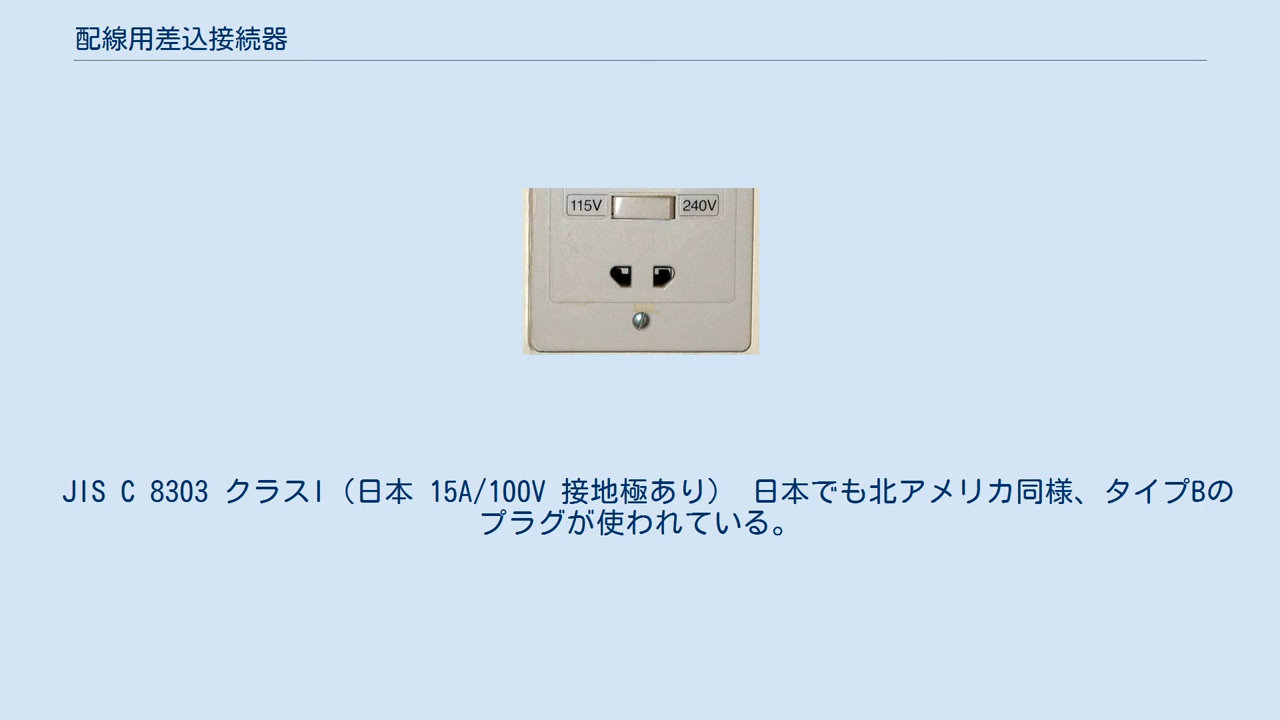 配線用差込接続器
115V 240V
JIS C 8303 クラスI（日本 15A/100V 接地極あり） 日本でも北アメリカ同様、タイプBの
プラグが使われている。